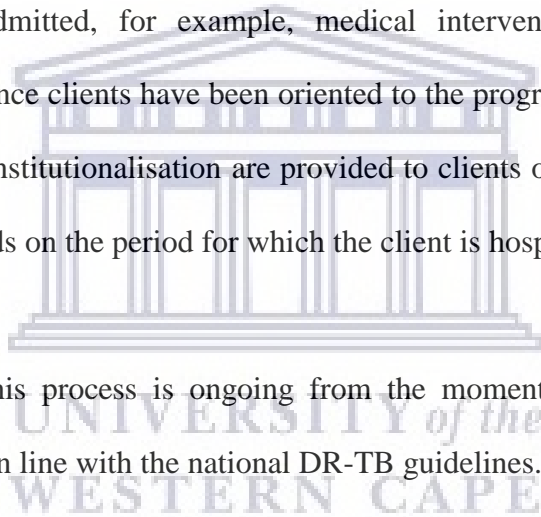 dmitted, for example, medical interven
nce clients have been oriented to the progr
nstitutionalisation are provided to clients o
ds on the period for which the client is hosp
his process is ongoing from the moment
UNIVERSITY of the
n line with the national DR-TB guidelines.
WESTERN CAPE